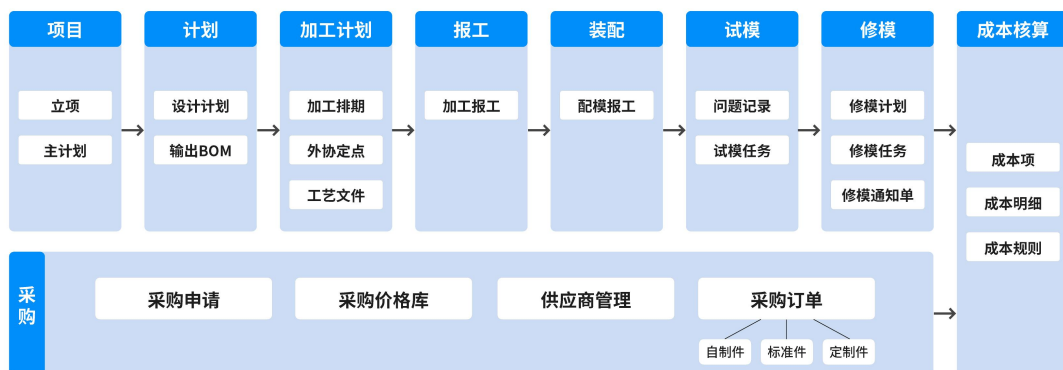 项目
立项
主计划
计划
设计计划
输出BOM
加工计划
加工排期
外协定点
工艺文件
报工
加工报工
装配
配模报工
试模
问题记录
试模任务
修模
修模计划
修模任务
修模通知单
成本核算
成本项
成本明细
成本规则
采购
采购申请
采购价格库
供应商管理
采购订单
自制件
标准件
定制件